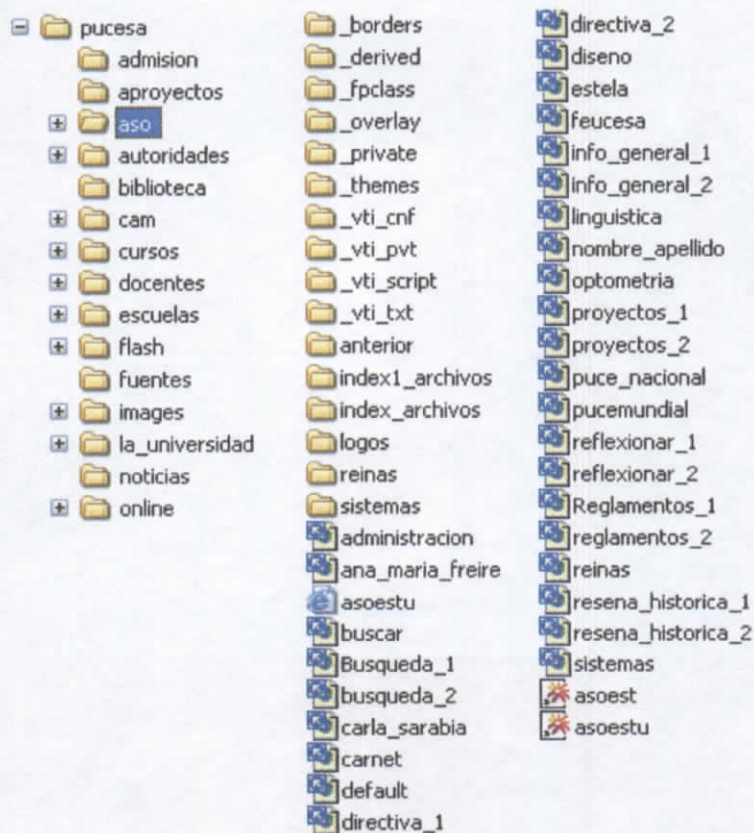 pucesa
admision
aproyectos
aso
autoridades
biblioteca
cam
cursos
docentes
escuelas
flash
fuentes
images
la_universidad
noticias
online
_borders
_derived
_fpclass
_overlay
_private
_themes
_vti_cnf
_vti_pvt
_vti_script
_vti_txt
anterior
index1_archivos
index_archivos
logos
reinas
sistemas
administracion
ana_maria_freire
asoestu
buscar
Busqueda_1
busqueda_2
carla_sarabia
carnet
default
directiva_1
directiva_2
diseno
estela
feucesa
info_general_1
info_general_2
linguistica
nombre_apellido
optometria
proyectos_1
proyectos_2
puce_nacional
pucemundial
reflexionar_1
reflexionar_2
Reglamentos_1
reglamentos_2
reinas
resena_historica_1
resena_historica_2
sistemas
asoest
asoestu